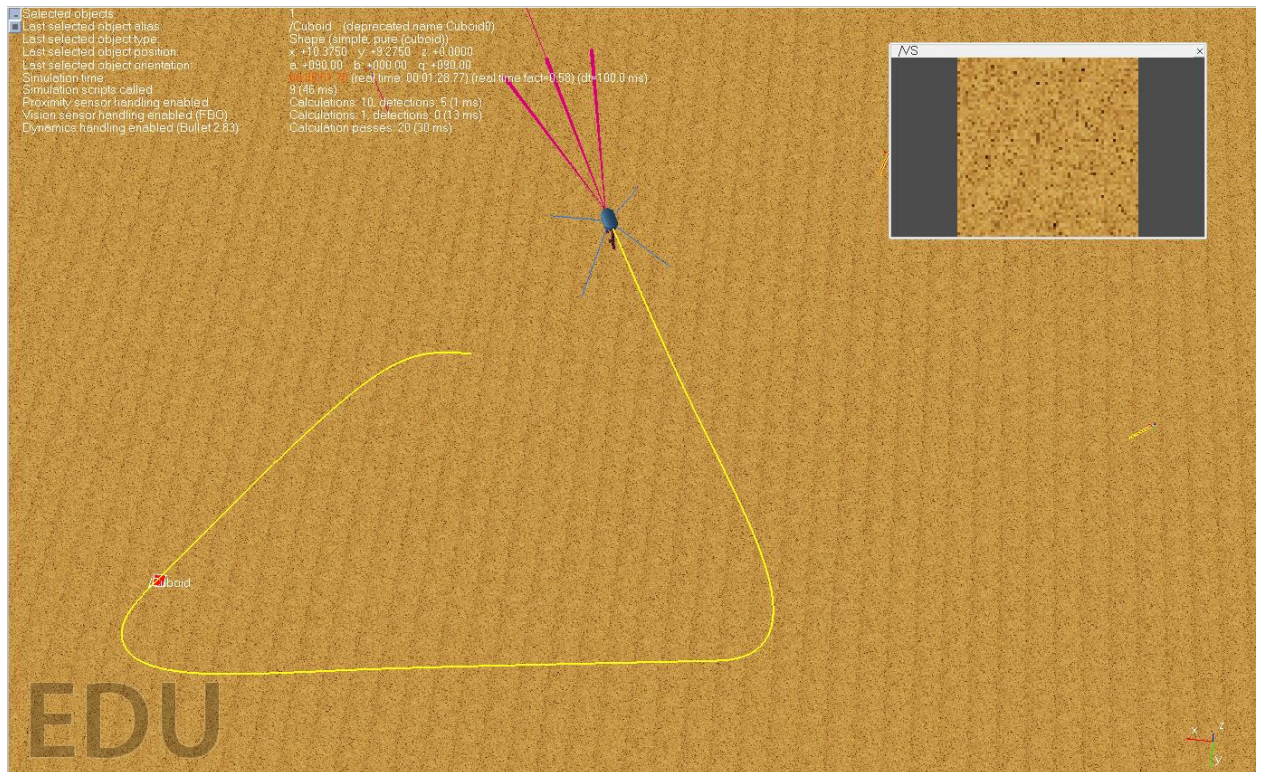 Selected objects: 1
Last selected object alias: /Cuboid (deprecated name: Cuboid0)
Last selected object type: Shape (simple, pure (cuboid))
Last selected object position: x: +10.3750 y: +9.2750 z: +0.0000
Last selected object orientation: a: +090.00 b: +000.00 g: +090.00
Simulation time: (real time: 00:01:28.77) (real time fact=0.58) (dt=100.0 ms)
Simulation scripts called 9 (46 ms)
Proximity sensor handling enabled Calculations: 10, detections: 5 (1 ms)
Vision sensor handling enabled (FBO) Calculations: 1, detections: 0 (13 ms)
Dynamics handling enabled (Bullet 2.83) Calculation passes: 20 (30 ms)
/VS
/Cuboid
EDU
x
z
y